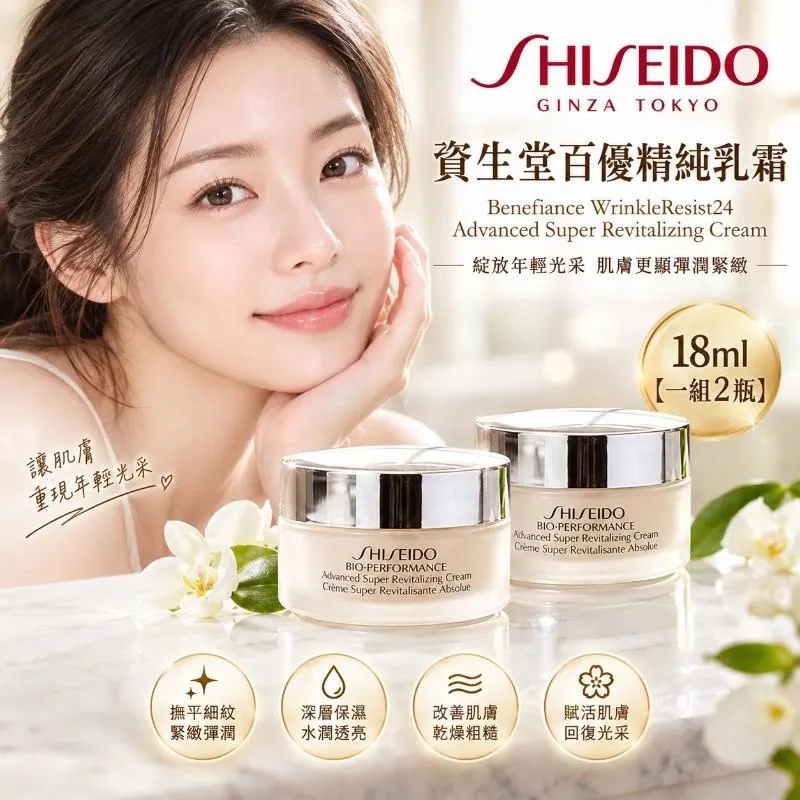 SHISEIDO
GINZA TOKYO
資生堂百優精純乳霜
Benefiance WrinkleResist24
Advanced Super Revitalizing Cream
綻放年輕光采 肌膚更顯彈潤緊緻
18ml
【一組2瓶】
讓肌膚
重現年輕光采
SHISEIDO
BIO-PERFORMANCE
Advanced Super Revitalizing Cream
Crème Super Revitalisante Absolue
SHISEIDO
BIO-PERFORMANCE
Advanced Super Revitalizing Cream
Crème Super Revitalisante Absolue
撫平細紋
緊緻彈潤
深層保濕
水潤透亮
改善肌膚
乾燥粗糙
賦活肌膚
回復光采